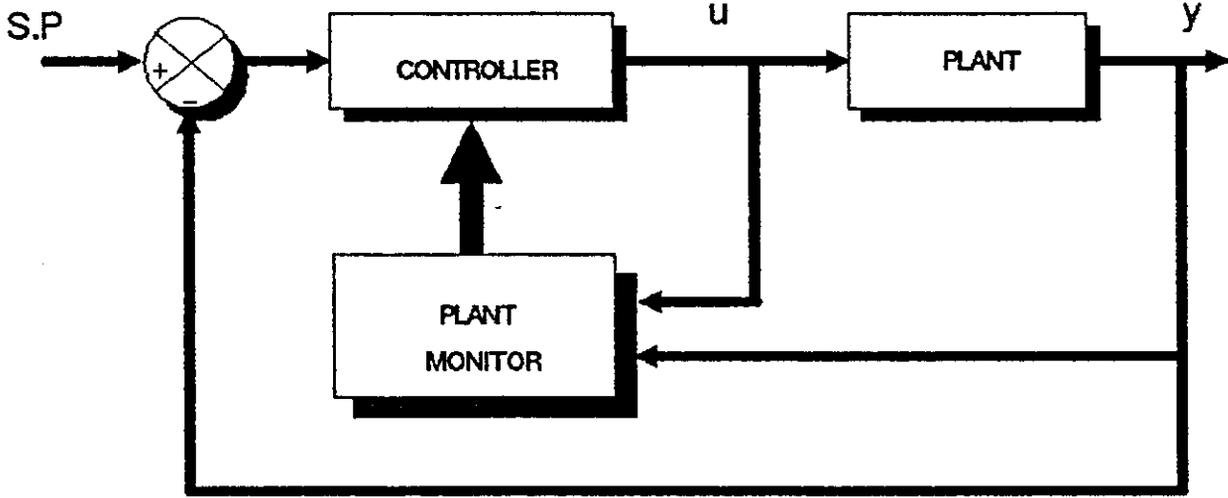 S.P
u
y
+
−
CONTROLLER
PLANT
PLANT
MONITOR